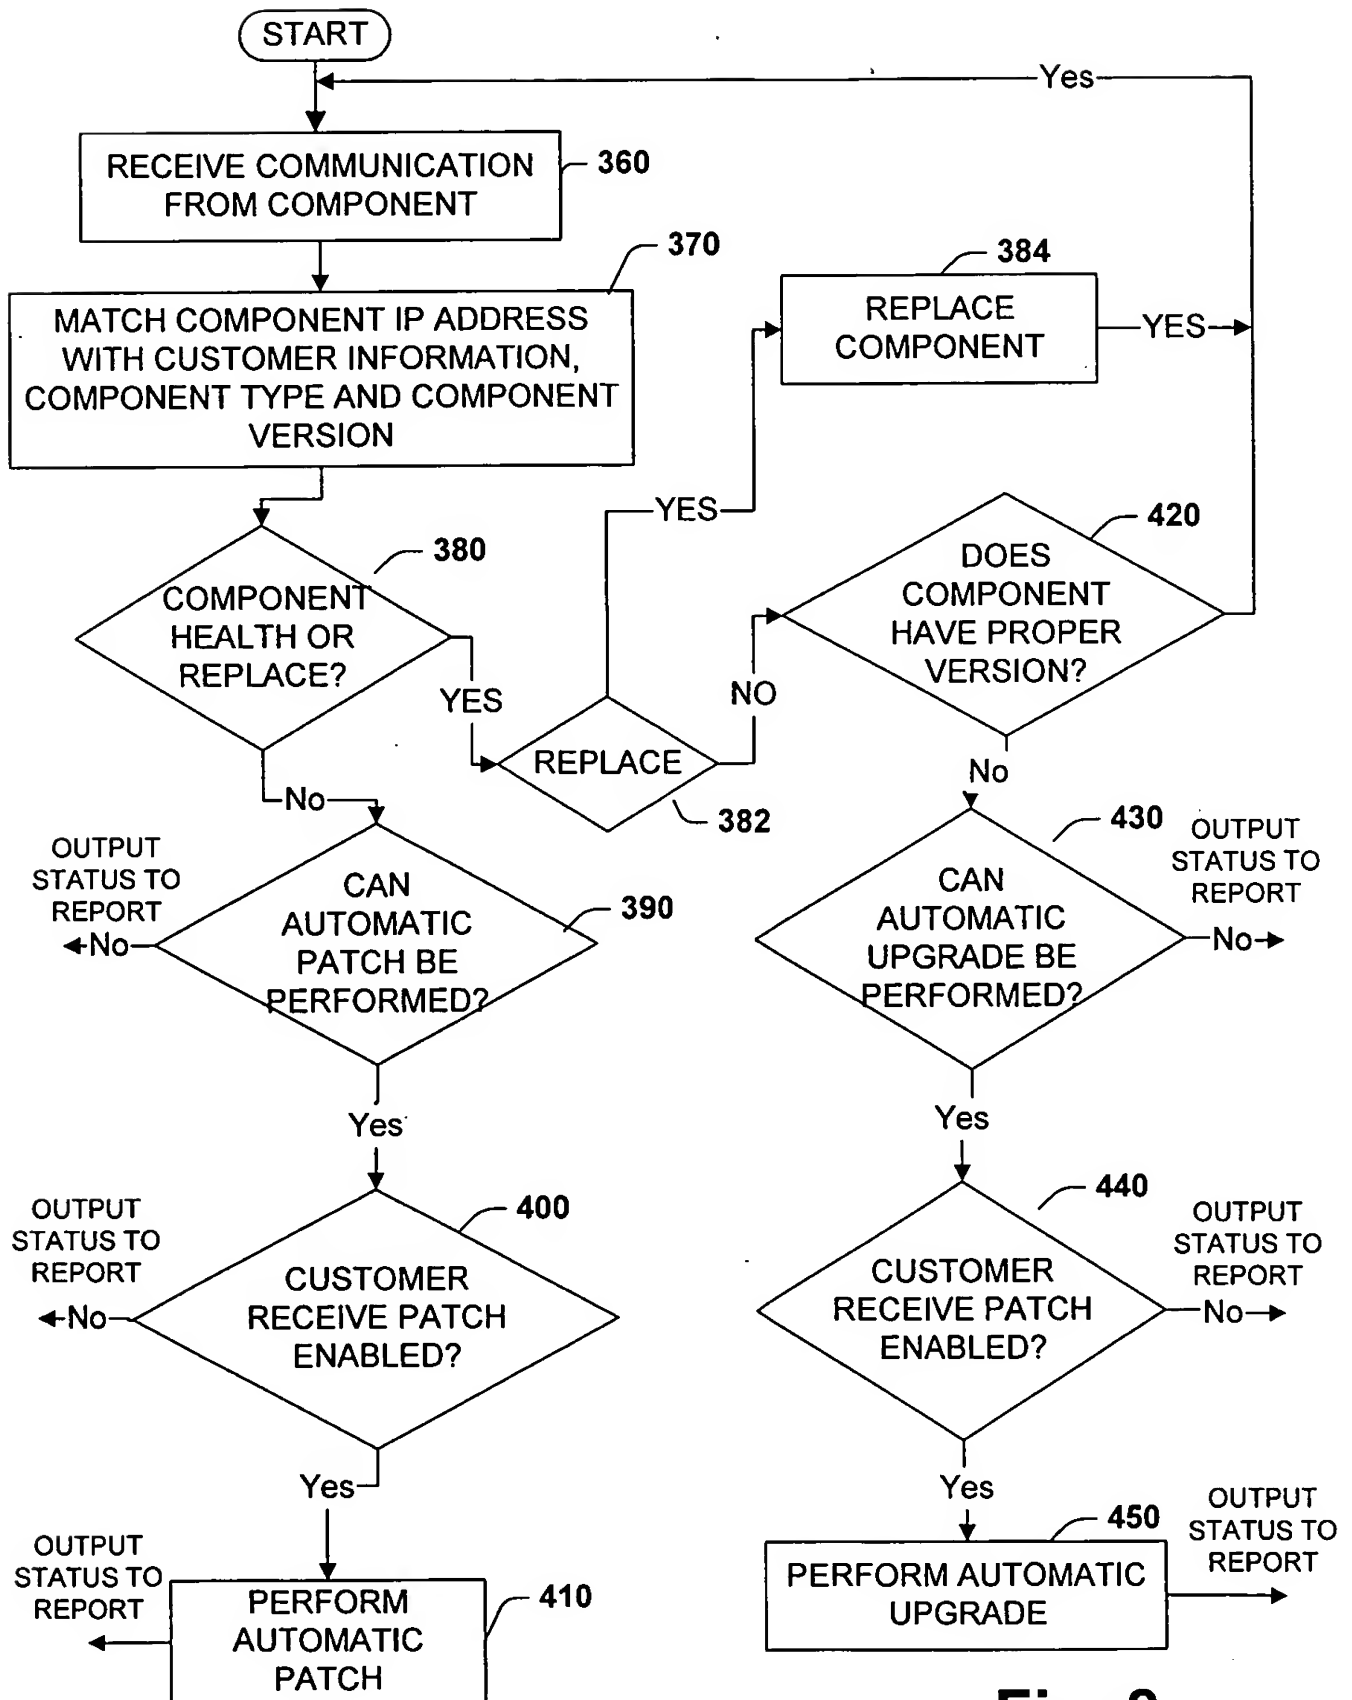 START
Yes
RECEIVE COMMUNICATION
FROM COMPONENT
360
370
MATCH COMPONENT IP ADDRESS
WITH CUSTOMER INFORMATION,
COMPONENT TYPE AND COMPONENT
VERSION
384
REPLACE
COMPONENT
YES
YES
380
COMPONENT
HEALTH OR
REPLACE?
YES
REPLACE
382
NO
420
DOES
COMPONENT
HAVE PROPER
VERSION?
No
No
OUTPUT
STATUS TO
REPORT
No
CAN
AUTOMATIC
PATCH BE
PERFORMED?
390
430
CAN
AUTOMATIC
UPGRADE BE
PERFORMED?
OUTPUT
STATUS TO
REPORT
No
Yes
Yes
OUTPUT
STATUS TO
REPORT
No
400
CUSTOMER
RECEIVE PATCH
ENABLED?
440
CUSTOMER
RECEIVE PATCH
ENABLED?
OUTPUT
STATUS TO
REPORT
No
Yes
Yes
OUTPUT
STATUS TO
REPORT
PERFORM
AUTOMATIC
PATCH
410
450
PERFORM AUTOMATIC
UPGRADE
OUTPUT
STATUS TO
REPORT